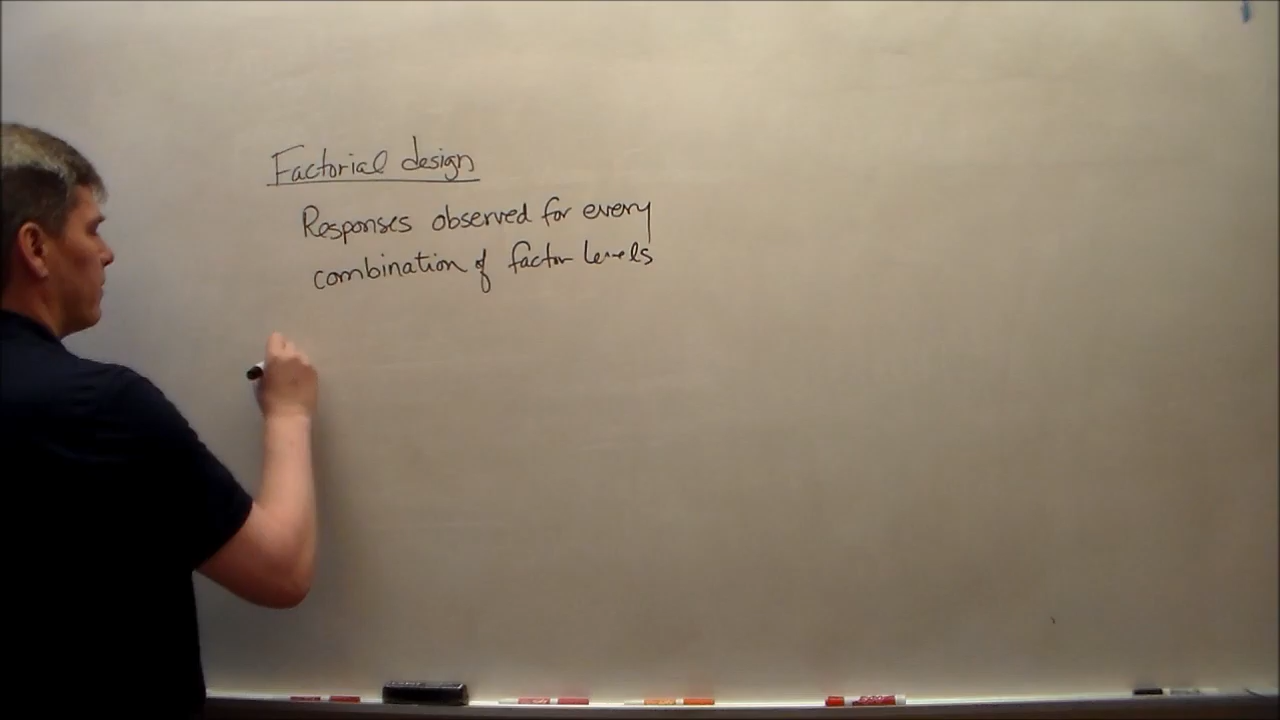 Factorial design
Responses observed for every
combination of factor levels